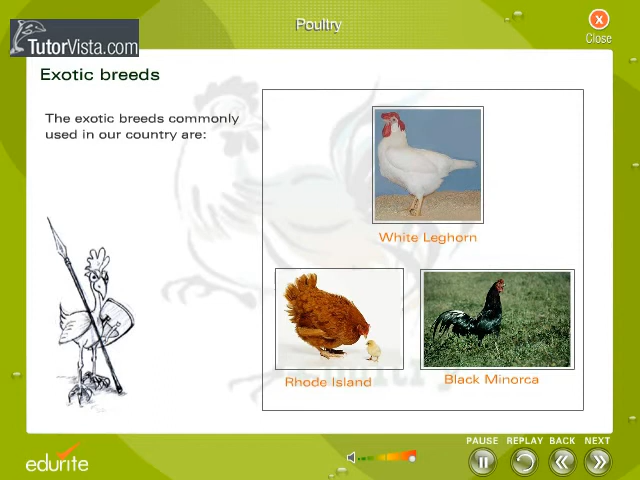 Poultry
Close
TutorVista.com
Exotic breeds
The exotic breeds commonly
used in our country are:
White Leghorn
Rhode Island
Black Minorca
PAUSE REPLAY BACK NEXT
edurite